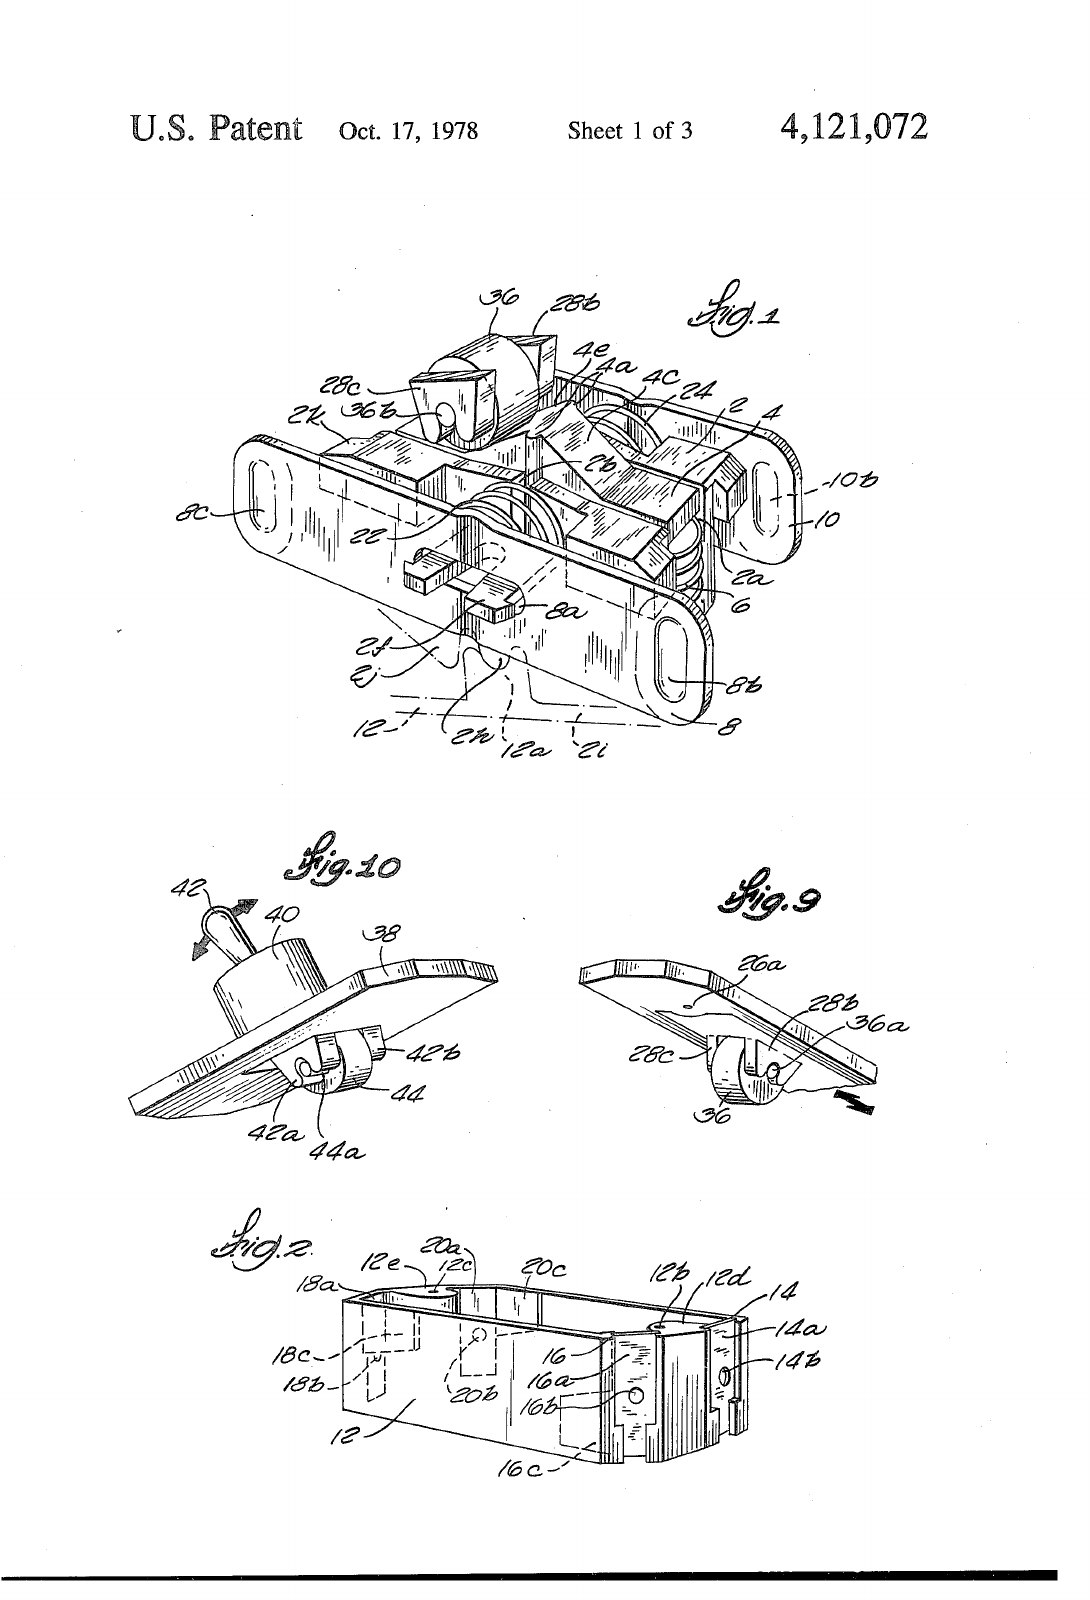 U.S. Patent Oct. 17, 1978 Sheet 1 of 3 4,121,072
Fig. 1
36 28b
4e 4a 4c 24 2 4
28c 36b 2k
2b
10b
8c 22 10
2a
6
8a
2f
2j
8b
12 2h 12a 2i 8
Fig. 10
42 40 38
42b
44
42a 44a
Fig. 9
26a
28b
36a
28c
36
Fig. 2.
20a
12e 12c 20c 12b 12d
18a 14
14a
18c 16 14b
18b 20b 16a
16b
12
16c